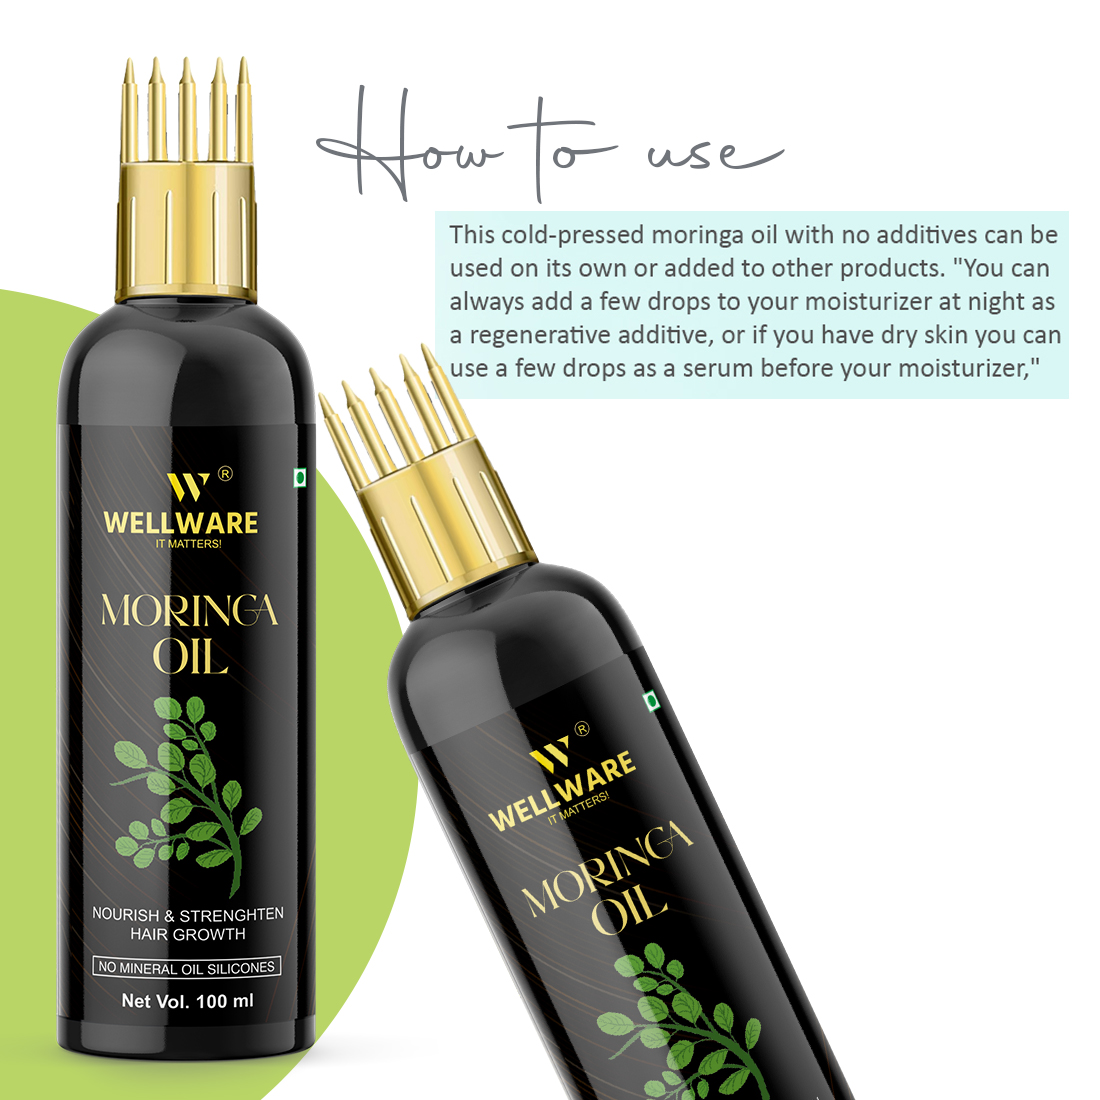 How to use
This cold-pressed moringa oil with no additives can be
used on its own or added to other products. "You can
always add a few drops to your moisturizer at night as
a regenerative additive, or if you have dry skin you can
use a few drops as a serum before your moisturizer,"
W ®
WELLWARE
IT MATTERS!
MORINGA
OIL
NOURISH & STRENGHTEN
HAIR GROWTH
NO MINERAL OIL SILICONES
Net Vol. 100 ml
W ®
WELLWARE
IT MATTERS!
MORINGA
OIL